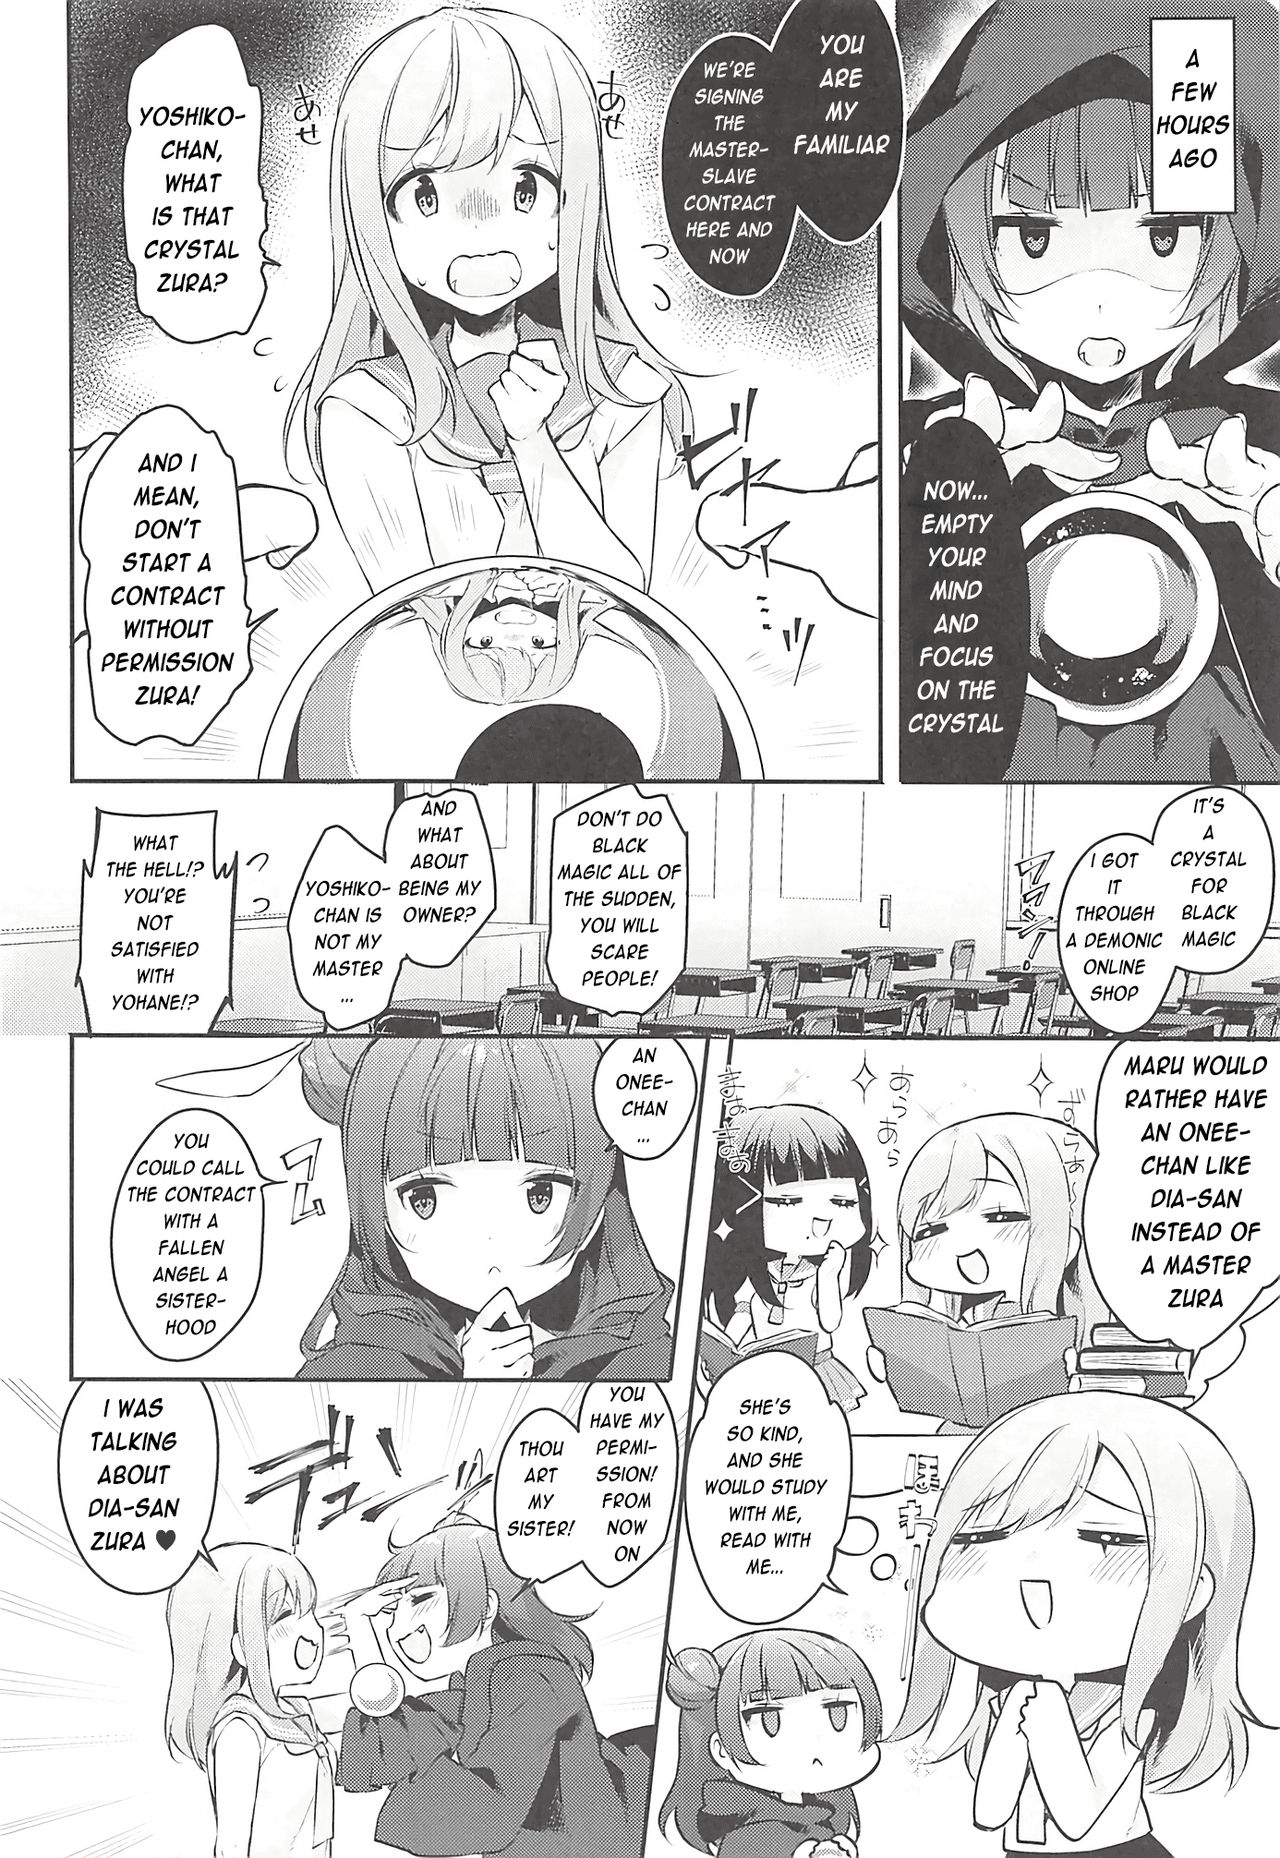 A
FEW
HOURS
AGO
NOW...
EMPTY
YOUR
MIND
AND
FOCUS
ON THE
CRYSTAL
YOU
ARE
MY
FAMILIAR
WE'RE
SIGNING
THE
MASTER-
SLAVE
CONTRACT
HERE AND
NOW
あせ
あせ
YOSHIKO-
CHAN,
WHAT
IS THAT
CRYSTAL
ZURA?
AND I
MEAN,
DON'T
START A
CONTRACT
WITHOUT
PERMISSION
ZURA!
IT'S
A
CRYSTAL
FOR
BLACK
MAGIC
I GOT
IT
THROUGH
A DEMONIC
ONLINE
SHOP
DON'T DO
BLACK
MAGIC ALL OF
THE SUDDEN,
YOU WILL
SCARE
PEOPLE!
AND
WHAT
ABOUT
BEING MY
OWNER?
YOSHIKO-
CHAN IS
NOT MY
MASTER
...
WHAT
THE HELL!?
YOU'RE
NOT
SATISFIED
WITH
YOHANE!?
MARU WOULD
RATHER HAVE
AN ONEE-
CHAN LIKE
DIA-SAN
INSTEAD OF
A MASTER
ZURA
SHE'S
SO KIND,
AND SHE
WOULD STUDY
WITH ME,
READ WITH
ME...
AN
ONEE-
CHAN
...
フム
YOU
COULD CALL
THE CONTRACT
WITH A
FALLEN
ANGEL A
SISTER-
HOOD
YOU
HAVE MY
PERMI-
SSION!
FROM
NOW
ON
THOU
ART
MY
SISTER!
I WAS
TALKING
ABOUT
DIA-SAN
ZURA ♥